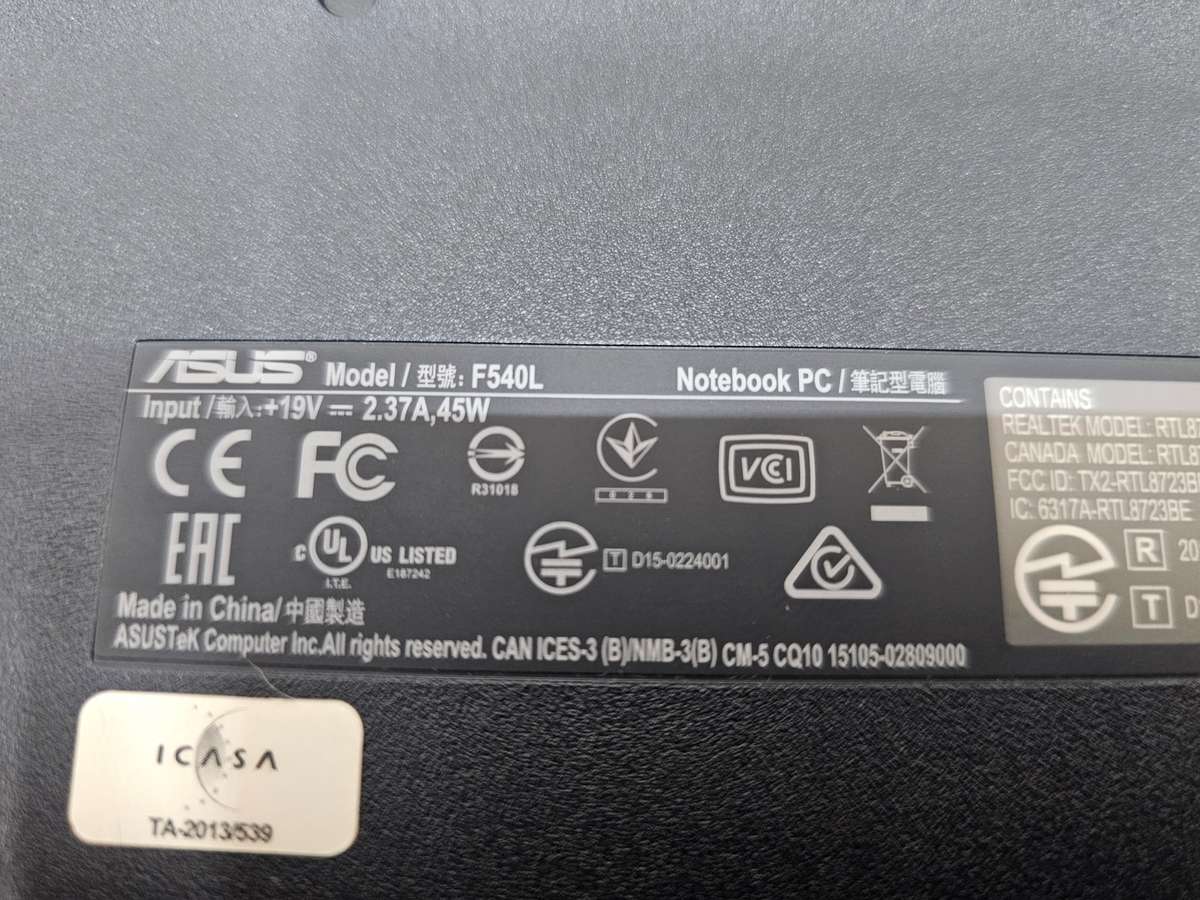 ASUS® Model / 型號: F540L Notebook PC / 筆記型電腦
Input /輸入:+19V ⎓ 2.37A,45W
CE FC R31018 VCI
EAC c UL US LISTED
I.T.E. E187242
T D15-0224001
Made in China/ 中國製造
ASUSTeK Computer Inc.All rights reserved. CAN ICES-3 (B)/NMB-3(B) CM-5 CQ10 15105-02809000
CONTAINS
REALTEK MODEL: RTL87
CANADA MODEL: RTL87
FCC ID: TX2-RTL8723B
IC: 6317A-RTL8723BE
R 20
T D
ICASA
TA-2013/539